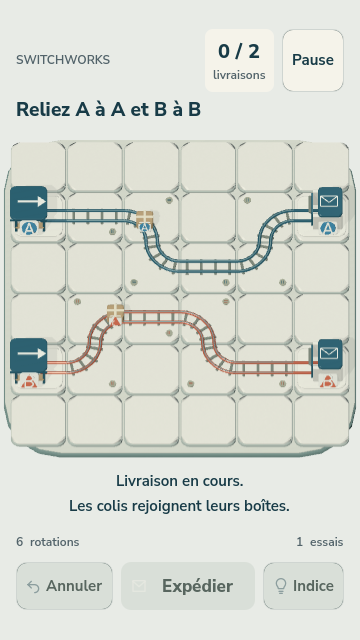 SWITCHWORKS
0 / 2
livraisons
Pause
Reliez A à A et B à B
A
A
A
B
B
Livraison en cours.
Les colis rejoignent leurs boîtes.
6 rotations
1 essais
Annuler
Expédier
Indice